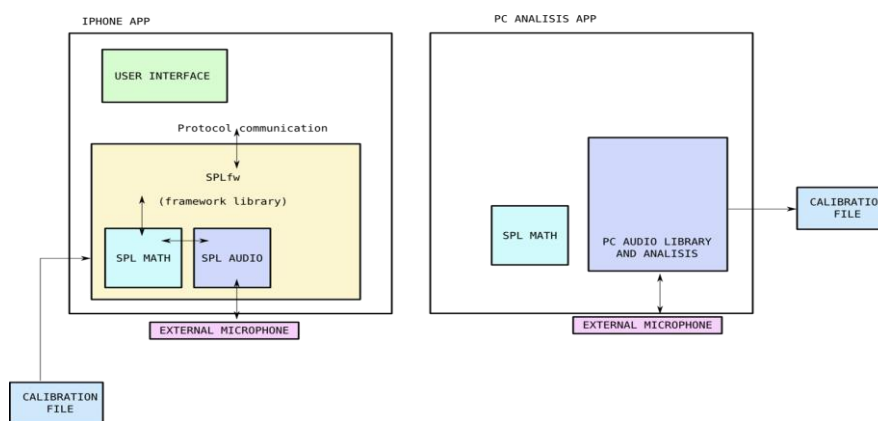 IPHONE APP
USER INTERFACE
Protocol communication
SPLfw
(framework library)
SPL MATH
SPL AUDIO
EXTERNAL MICROPHONE
CALIBRATION
FILE
PC ANALISIS APP
SPL MATH
PC AUDIO LIBRARY
AND ANALISIS
EXTERNAL MICROPHONE
CALIBRATION
FILE